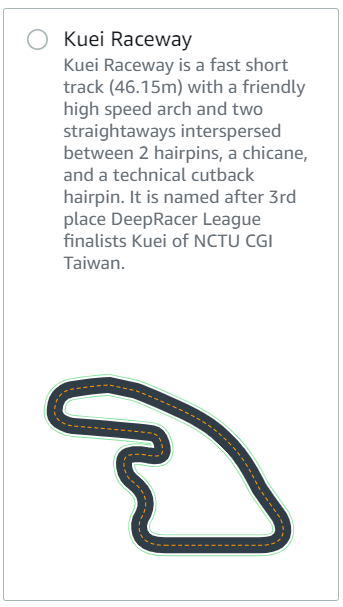 Kuei Raceway
Kuei Raceway is a fast short
track (46.15m) with a friendly
high speed arch and two
straightaways interspersed
between 2 hairpins, a chicane,
and a technical cutback
hairpin. It is named after 3rd
place DeepRacer League
finalists Kuei of NCTU CGI
Taiwan.